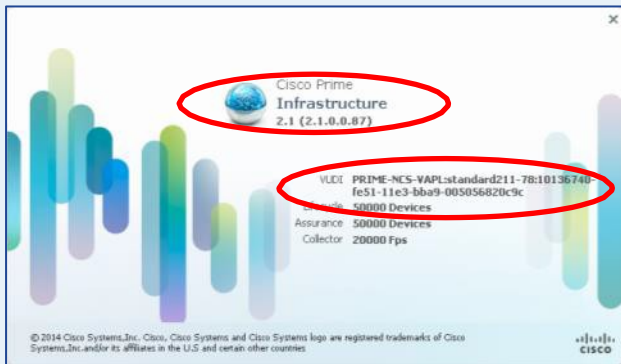 Cisco Prime
Infrastructure
2.1 (2.1.0.0.87)
VUDI PRIME-NCS-VAPL:standard211-78:10136740-
fe51-11e3-bba9-005056820c9c
Lifecycle 50000 Devices
Assurance 50000 Devices
Collector 20000 Fps
© 2014 Cisco Systems,Inc. Cisco, Cisco Systems and Cisco Systems logo are registered trademarks of Cisco
Systems,Inc.and/or its affiliates in the U.S and certain other countries
CISCO